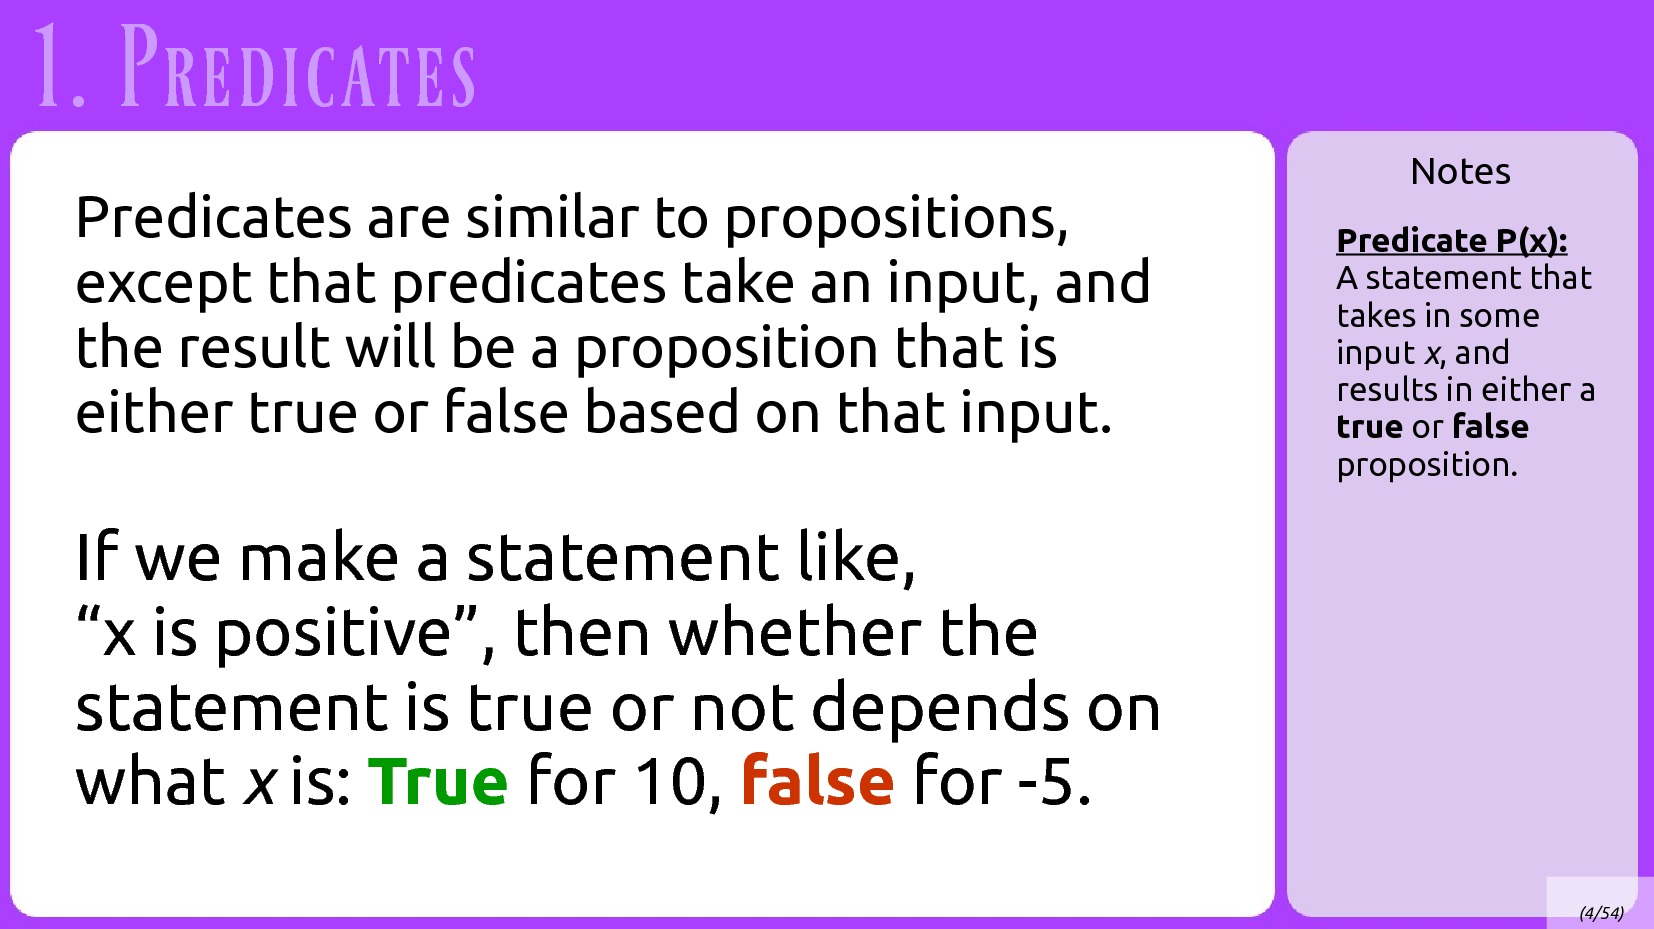 1. Predicates
Predicates are similar to propositions,
except that predicates take an input, and
the result will be a proposition that is
either true or false based on that input.
If we make a statement like,
“x is positive”, then whether the
statement is true or not depends on
what x is: True for 10, false for -5.
Notes
Predicate P(x):
A statement that
takes in some
input x, and
results in either a
true or false
proposition.
(4/54)